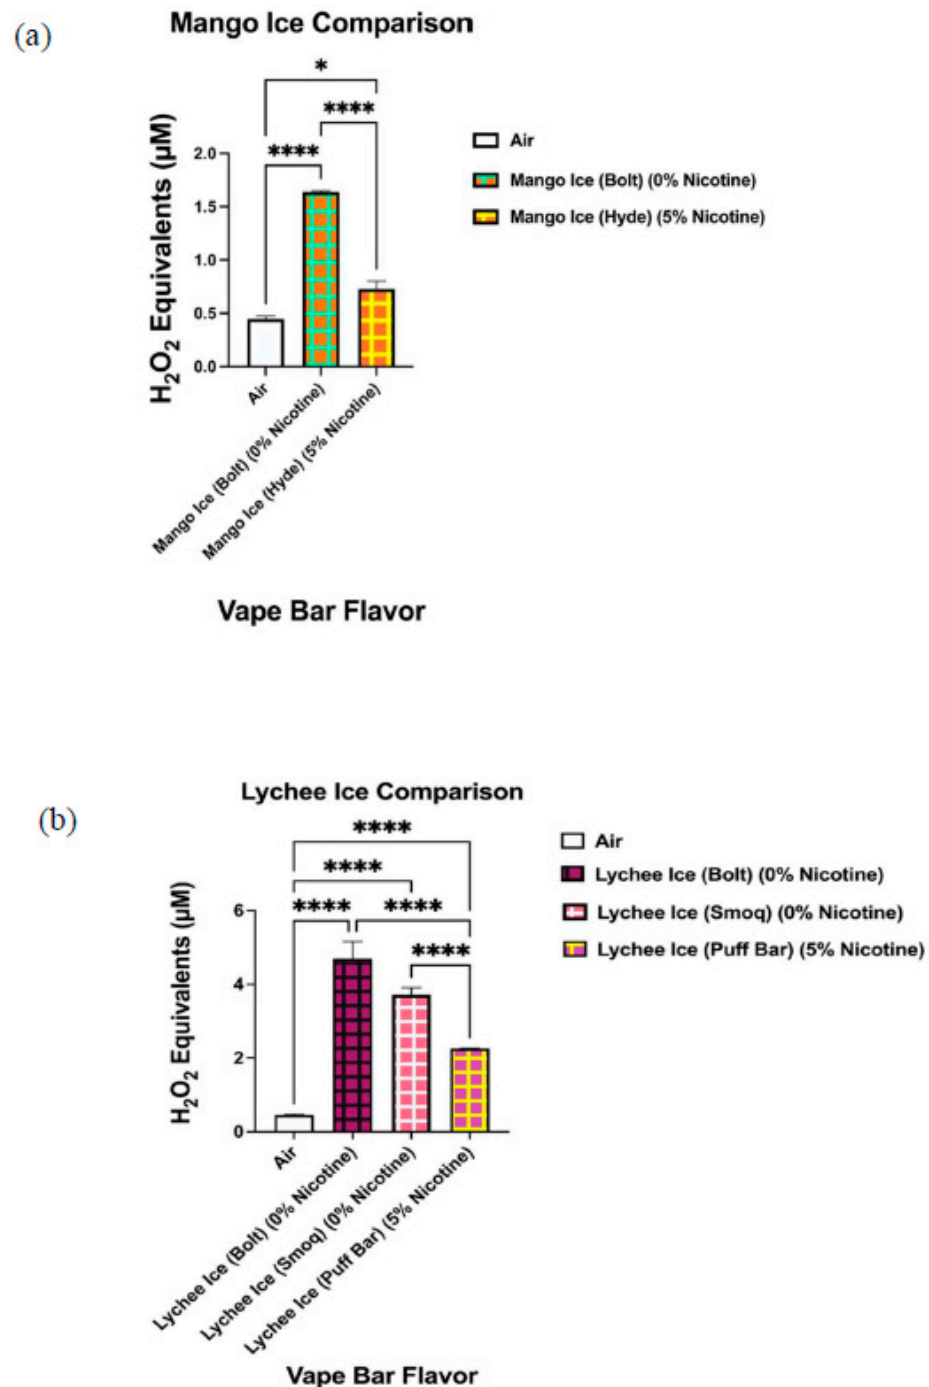 (a)
Mango Ice Comparison
*
****
****
H₂O₂ Equivalents (µM)
2.0
1.5
1.0
0.5
0.0
Air
Mango Ice (Bolt) (0% Nicotine)
Mango Ice (Hyde) (5% Nicotine)
Air
Mango Ice (Bolt) (0% Nicotine)
Mango Ice (Hyde) (5% Nicotine)
Vape Bar Flavor
(b)
Lychee Ice Comparison
****
****
**** ****
****
H₂O₂ Equivalents (µM)
6
4
2
0
Air
Lychee Ice (Bolt) (0% Nicotine)
Lychee Ice (Smoq) (0% Nicotine)
Lychee Ice (Puff Bar) (5% Nicotine)
Air
Lychee Ice (Bolt) (0% Nicotine)
Lychee Ice (Smoq) (0% Nicotine)
Lychee Ice (Puff Bar) (5% Nicotine)
Vape Bar Flavor